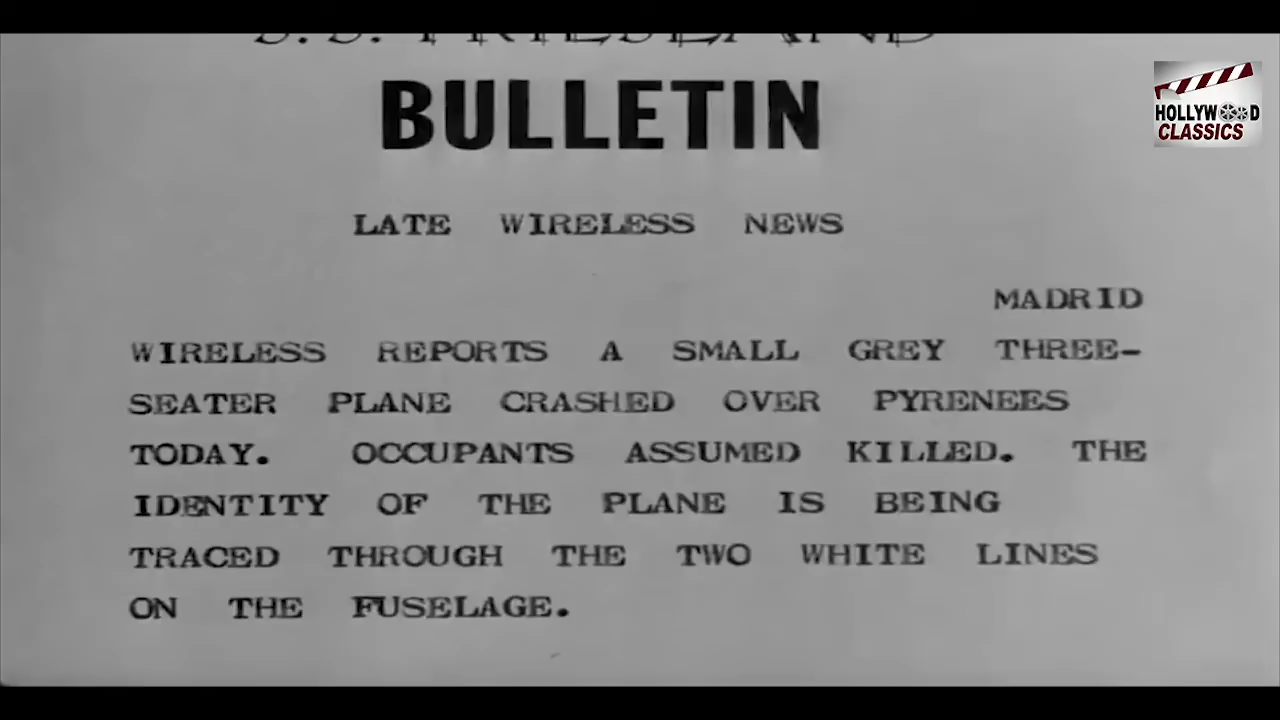 S. S. FRIESLAND
BULLETIN
HOLLYWOOD
CLASSICS
LATE WIRELESS NEWS
MADRID
WIRELESS REPORTS A SMALL GREY THREE-
SEATER PLANE CRASHED OVER PYRENEES
TODAY. OCCUPANTS ASSUMED KILLED. THE
IDENTITY OF THE PLANE IS BEING
TRACED THROUGH THE TWO WHITE LINES
ON THE FUSELAGE.